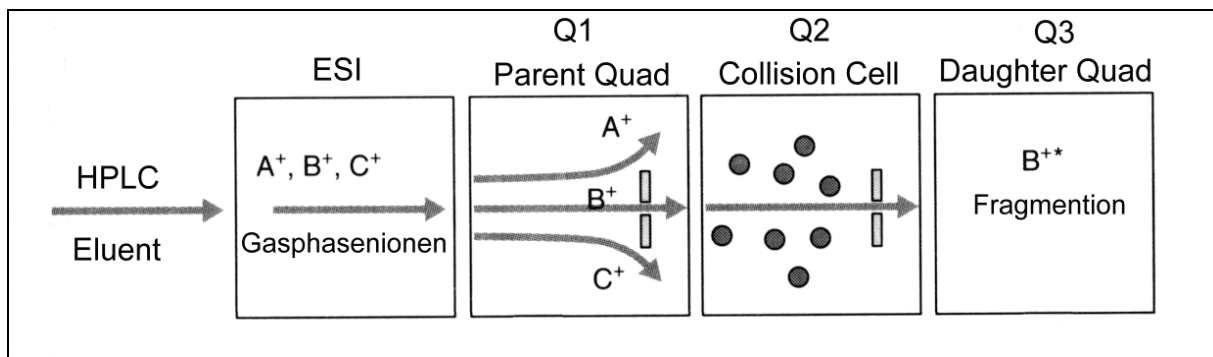 HPLC
Eluent
ESI
A⁺, B⁺, C⁺
Gasphasenionen
Q1
Parent Quad
A⁺
B⁺
C⁺
Q2
Collision Cell
Q3
Daughter Quad
B⁺*
Fragmention